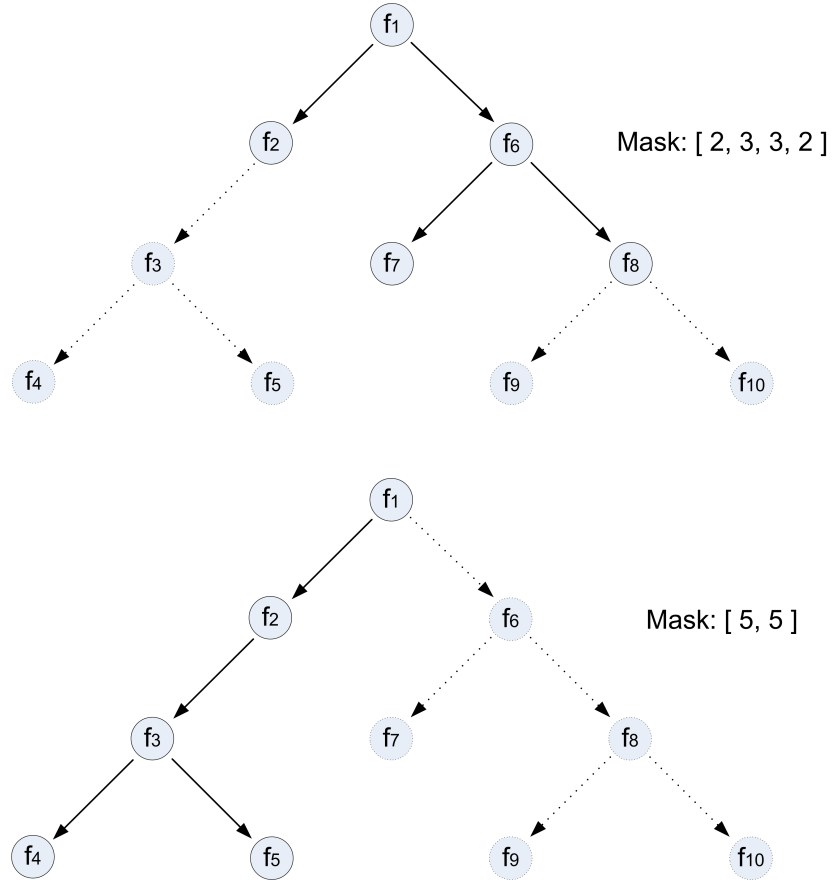 f1
f2
f6
Mask: [ 2, 3, 3, 2 ]
f3
f7
f8
f4
f5
f9
f10
f1
f2
f6
Mask: [ 5, 5 ]
f3
f7
f8
f4
f5
f9
f10